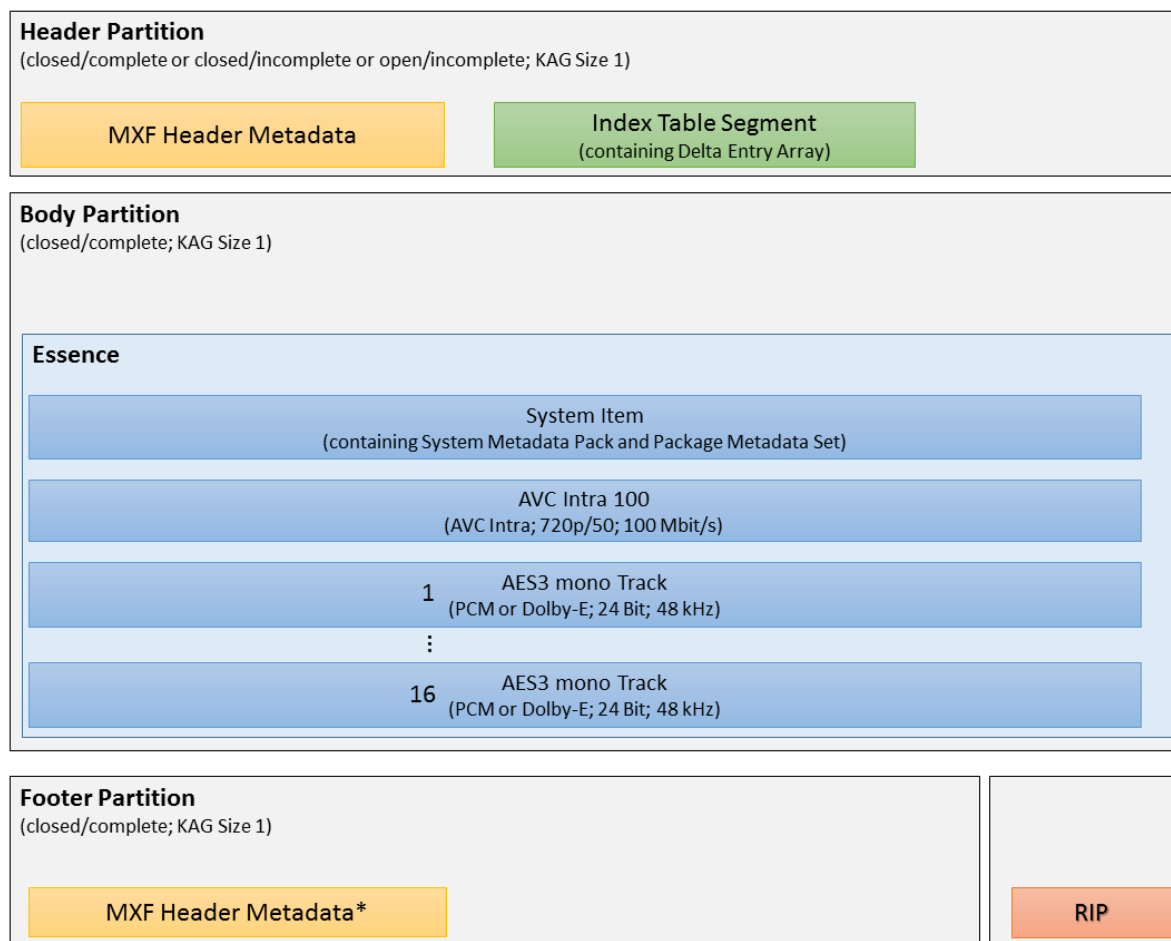 Header Partition
(closed/complete or closed/incomplete or open/incomplete; KAG Size 1)
MXF Header Metadata
Index Table Segment
(containing Delta Entry Array)
Body Partition
(closed/complete; KAG Size 1)
Essence
System Item
(containing System Metadata Pack and Package Metadata Set)
AVC Intra 100
(AVC Intra; 720p/50; 100 Mbit/s)
1 AES3 mono Track
(PCM or Dolby-E; 24 Bit; 48 kHz)
⋮
16 AES3 mono Track
(PCM or Dolby-E; 24 Bit; 48 kHz)
Footer Partition
(closed/complete; KAG Size 1)
MXF Header Metadata*
RIP